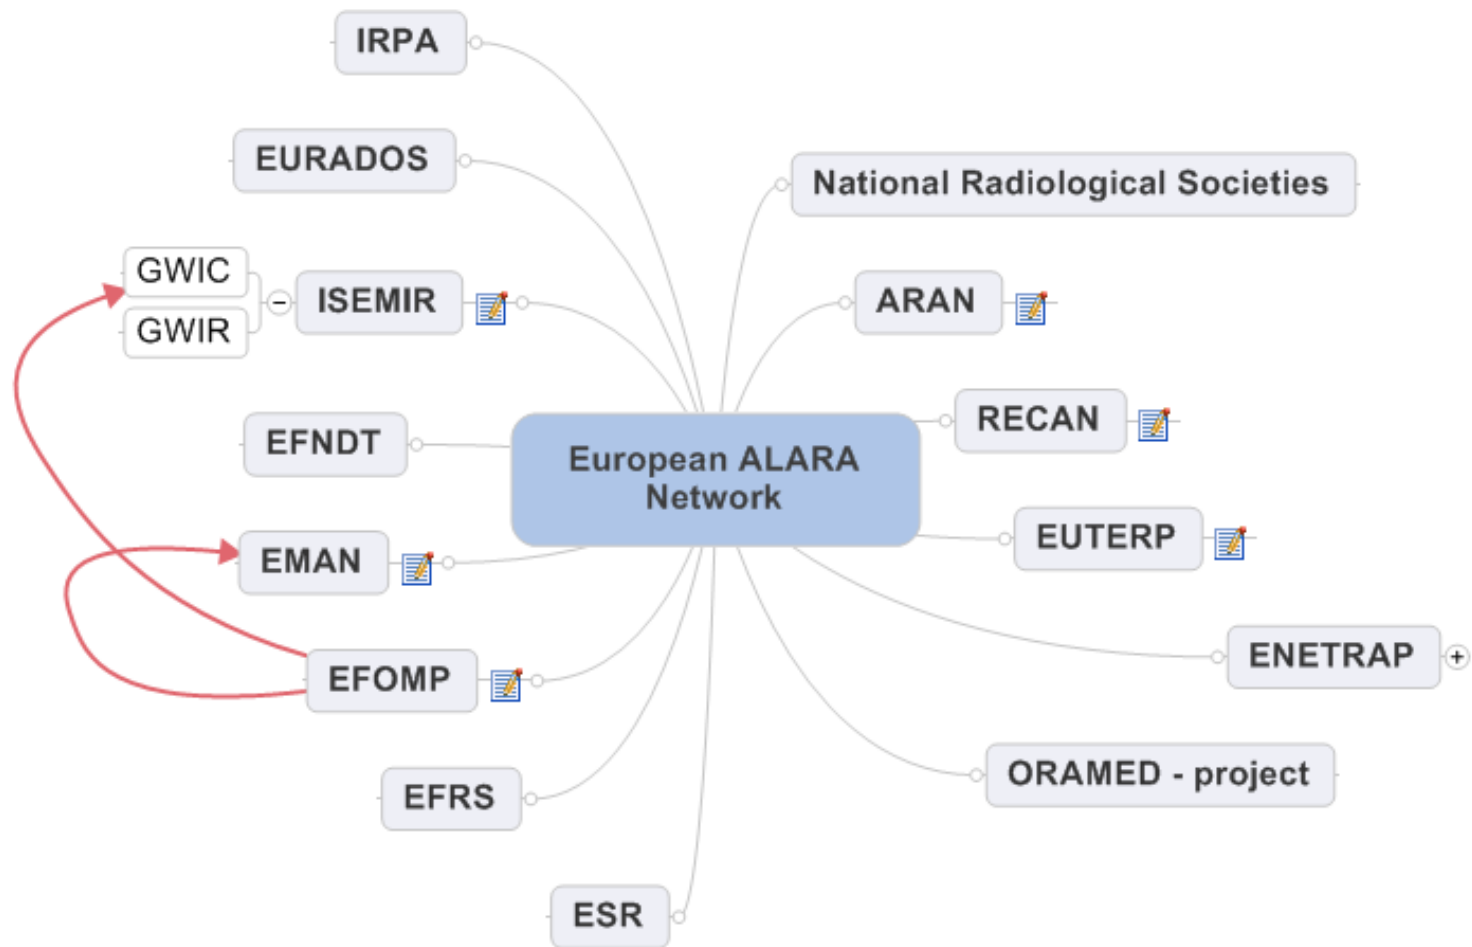 IRPA
EURADOS
National Radiological Societies
GWIC
GWIR
ISEMIR
ARAN
EFNDT
RECAN
European ALARA
Network
EMAN
EUTERP
EFOMP
ENETRAP
EFRS
ORAMED - project
ESR